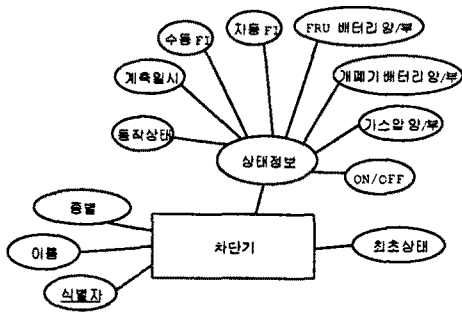 수동 FI
자동 FI
FRU 배터리 양/부
계측일시
개폐기 배터리 양/부
동작상태
가스압 양/부
상태정보
ON/OFF
종별
이름
차단기
최초상태
식별자